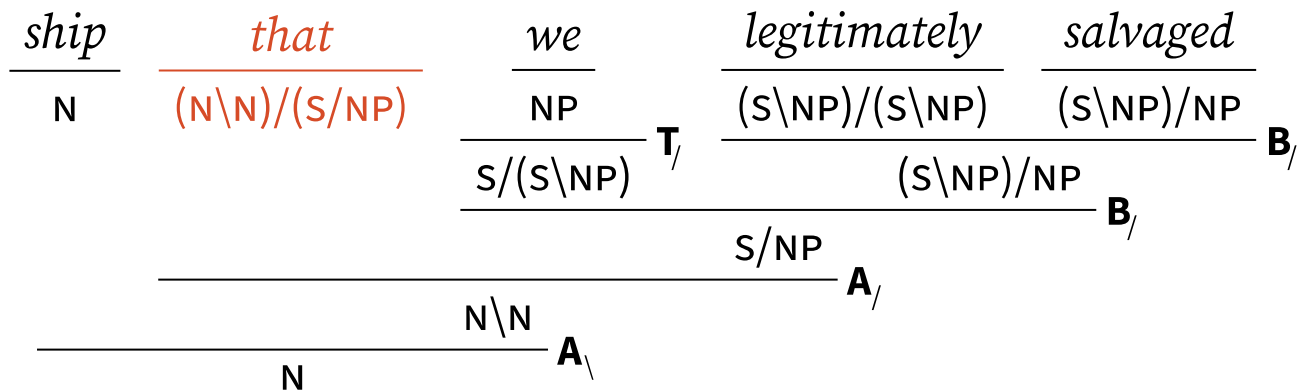 ship that we legitimately salvaged
N (N\N)/(S/NP) NP (S\NP)/(S\NP) (S\NP)/NP
T/ B/
S/(S\NP) (S\NP)/NP
B/
S/NP
A/
N\N
A\
N